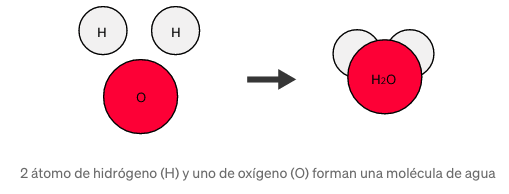 H H
O
H₂O
2 átomo de hidrógeno (H) y uno de oxígeno (O) forman una molécula de agua